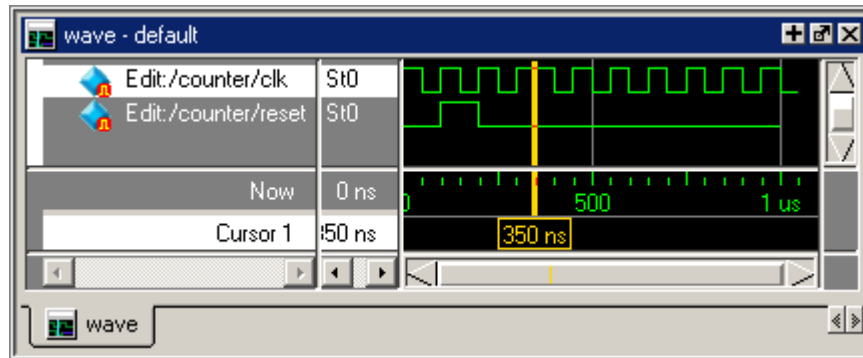 wave - default
Edit:/counter/clk St0
Edit:/counter/reset St0
Now 0 ns
500 1 us
Cursor 1 50 ns
350 ns
wave